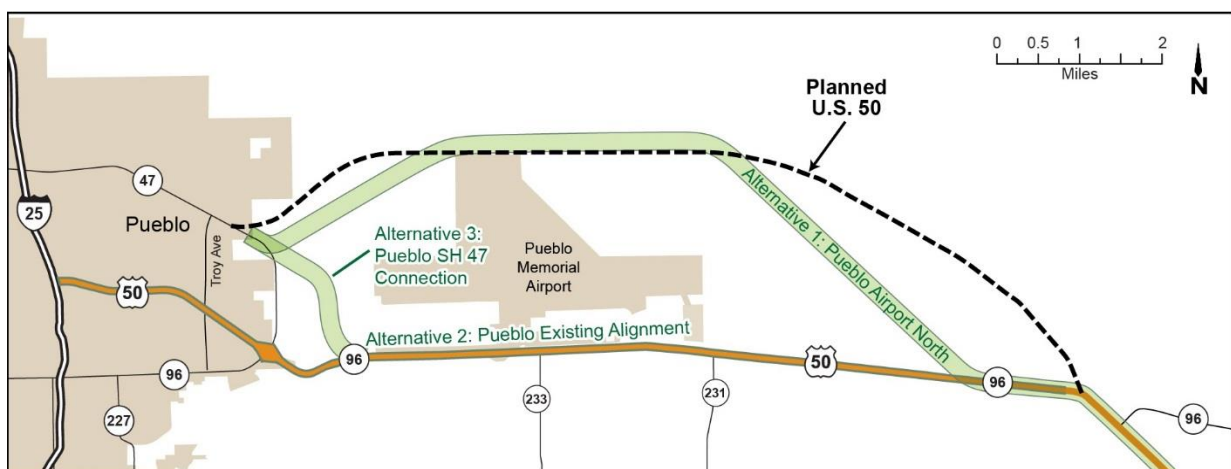 0 0.5 1 2
Miles
N
Planned
U.S. 50
47
25
Pueblo
Troy Ave
Alternative 3:
Pueblo SH 47
Connection
Pueblo
Memorial
Airport
Alternative 1: Pueblo Airport North
50
Alternative 2: Pueblo Existing Alignment
96
50
96
96
227
233
231
96